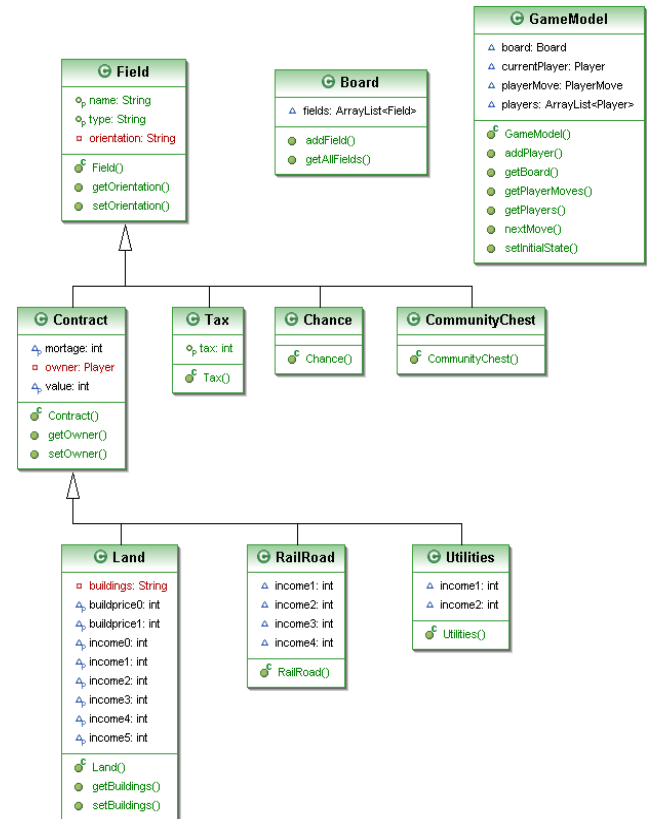 GameModel
board: Board
currentPlayer: Player
playerMove: PlayerMove
players: ArrayList<Player>
GameModel()
addPlayer()
getBoard()
getPlayerMoves()
getPlayers()
nextMove()
setInitialState()
Field
name: String
type: String
orientation: String
Field()
getOrientation()
setOrientation()
Board
fields: ArrayList<Field>
addField()
getAllFields()
Contract
mortage: int
owner: Player
value: int
Contract()
getOwner()
setOwner()
Tax
tax: int
Tax()
Chance
Chance()
CommunityChest
CommunityChest()
Land
buildings: String
buildprice0: int
buildprice1: int
income0: int
income1: int
income2: int
income3: int
income4: int
income5: int
Land()
getBuildings()
setBuildings()
RailRoad
income1: int
income2: int
income3: int
income4: int
RailRoad()
Utilities
income1: int
income2: int
Utilities()